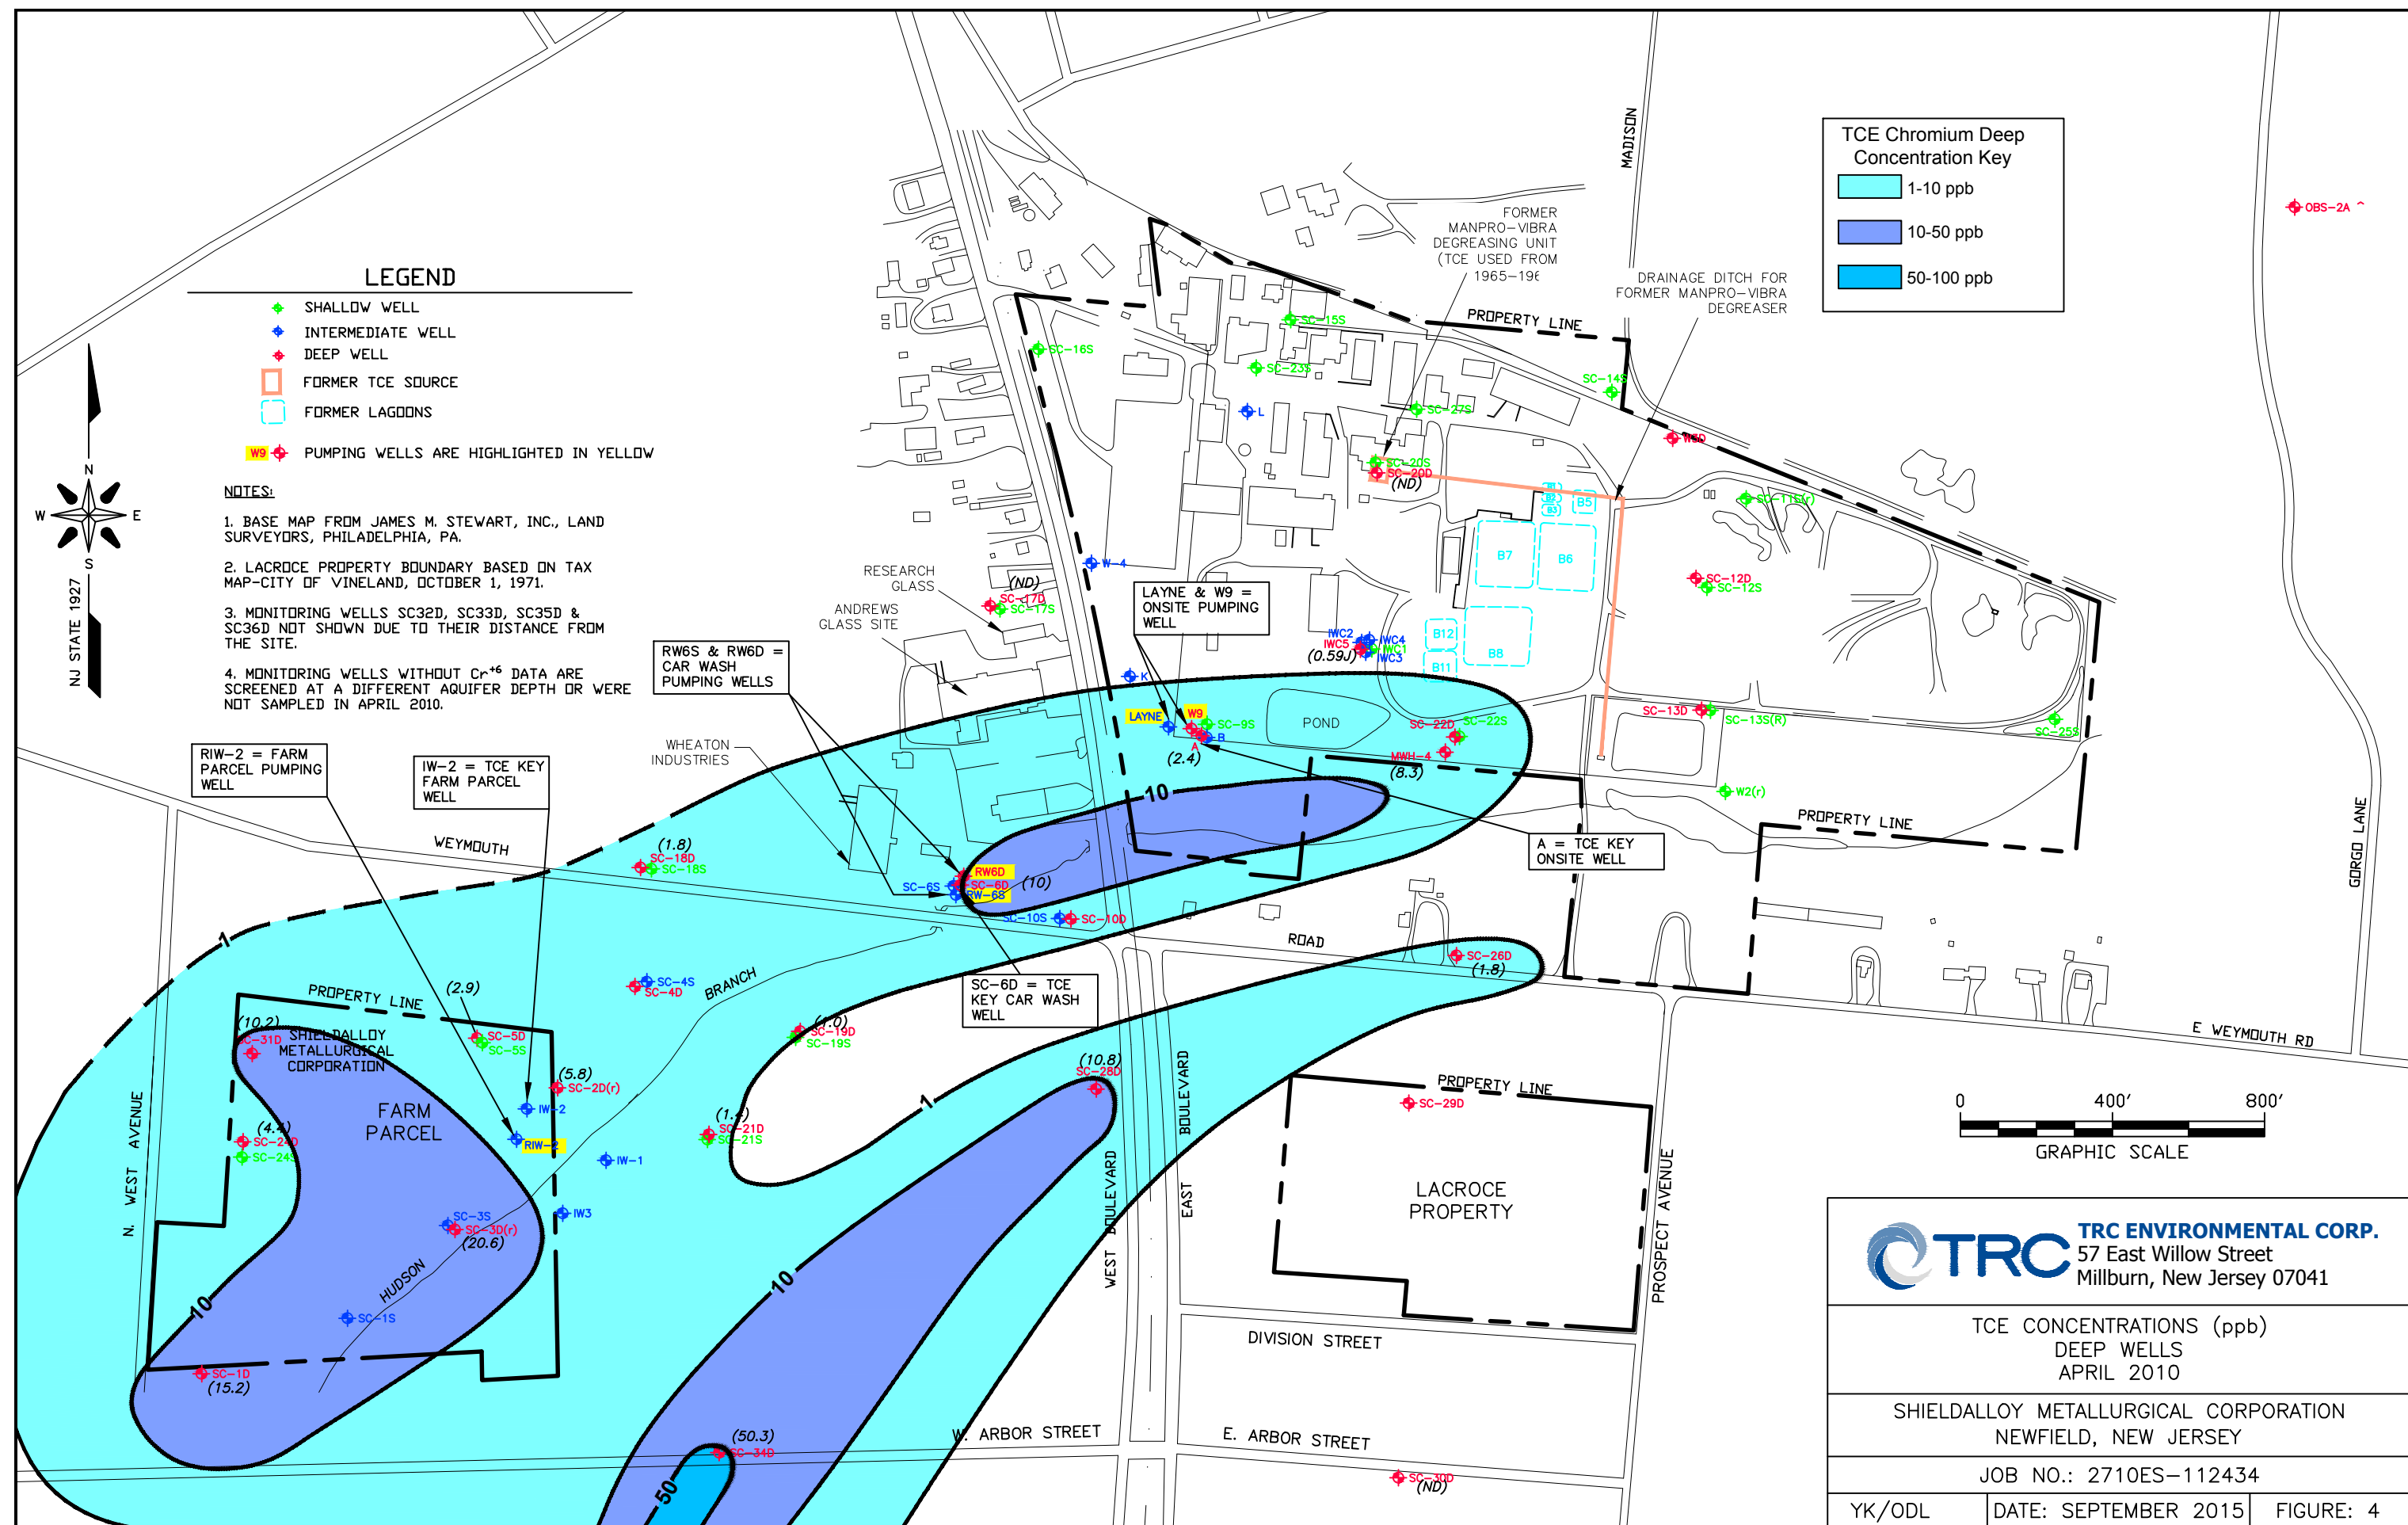 LEGEND
SHALLOW WELL
INTERMEDIATE WELL
DEEP WELL
FORMER TCE SOURCE
FORMER LAGOONS
W9
PUMPING WELLS ARE HIGHLIGHTED IN YELLOW
N
W
E
S
NJ STATE 1927
NOTES:
1. BASE MAP FROM JAMES M. STEWART, INC., LAND
SURVEYORS, PHILADELPHIA, PA.
2. LACROCE PROPERTY BOUNDARY BASED ON TAX
MAP-CITY OF VINELAND, OCTOBER 1, 1971.
3. MONITORING WELLS SC32D, SC33D, SC35D &
SC36D NOT SHOWN DUE TO THEIR DISTANCE FROM
THE SITE.
4. MONITORING WELLS WITHOUT Cr+6 DATA ARE
SCREENED AT A DIFFERENT AQUIFER DEPTH OR WERE
NOT SAMPLED IN APRIL 2010.
TCE Chromium Deep
Concentration Key
1-10 ppb
10-50 ppb
50-100 ppb
OBS-2A ^
MADISON
FORMER
MANPRO-VIBRA
DEGREASING UNIT
(TCE USED FROM
1965-196
DRAINAGE DITCH FOR
FORMER MANPRO-VIBRA
DEGREASER
PROPERTY LINE
SC-15S
SC-16S
SC-23S
SC-14S
L
SC-27S
W3D
SC-20S
SC-20D
(ND)
B1
B2
B3
B5
SC-11S(r)
B7
B6
W-4
RESEARCH
GLASS
(ND)
SC-17D
SC-17S
ANDREWS
GLASS SITE
LAYNE & W9 =
ONSITE PUMPING
WELL
SC-12D
SC-12S
IWC2
IWC4
IWC5
IWC1
IWC3
(0.59J)
B12
B11
B8
RW6S & RW6D =
CAR WASH
PUMPING WELLS
K
LAYNE
W9
SC-9S
B
A
(2.4)
POND
SC-22D
SC-22S
MWH-4
(8.3)
SC-13D
SC-13S(R)
SC-25S
WHEATON
INDUSTRIES
RIW-2 = FARM
PARCEL PUMPING
WELL
IW-2 = TCE KEY
FARM PARCEL
WELL
10
W2(r)
PROPERTY LINE
GORGO LANE
A = TCE KEY
ONSITE WELL
WEYMOUTH
(1.8)
SC-18D
SC-18S
RW6D
SC-6S
SC-6D
(10)
RW-6S
SC-10S
SC-10D
ROAD
1
SC-26D
(1.8)
SC-4S
SC-4D
BRANCH
SC-6D = TCE
KEY CAR WASH
WELL
PROPERTY LINE
(2.9)
(10.2)
SC-31D
SHIELDALLOY
METALLURGICAL
CORPORATION
SC-5D
SC-5S
(1.0)
SC-19D
SC-19S
E WEYMOUTH RD
(5.8)
SC-2D(r)
IW-2
(10.8)
SC-28D
1
PROPERTY LINE
SC-29D
FARM
PARCEL
(4.4)
SC-24D
SC-24S
RIW-2
IW-1
(1.4)
SC-21D
SC-21S
0
400'
800'
GRAPHIC SCALE
N. WEST AVENUE
WEST BOULEVARD
EAST BOULEVARD
PROSPECT AVENUE
LACROCE
PROPERTY
SC-3S
SC-3D(r)
(20.6)
IW3
HUDSON
10
10
SC-1S
SC-1D
(15.2)
DIVISION STREET
W. ARBOR STREET
E. ARBOR STREET
(50.3)
SC-34D
50
SC-30D
(ND)
TRC
TRC ENVIRONMENTAL CORP.
57 East Willow Street
Millburn, New Jersey 07041
TCE CONCENTRATIONS (ppb)
DEEP WELLS
APRIL 2010
SHIELDALLOY METALLURGICAL CORPORATION
NEWFIELD, NEW JERSEY
JOB NO.: 2710ES-112434
YK/ODL
DATE: SEPTEMBER 2015
FIGURE: 4